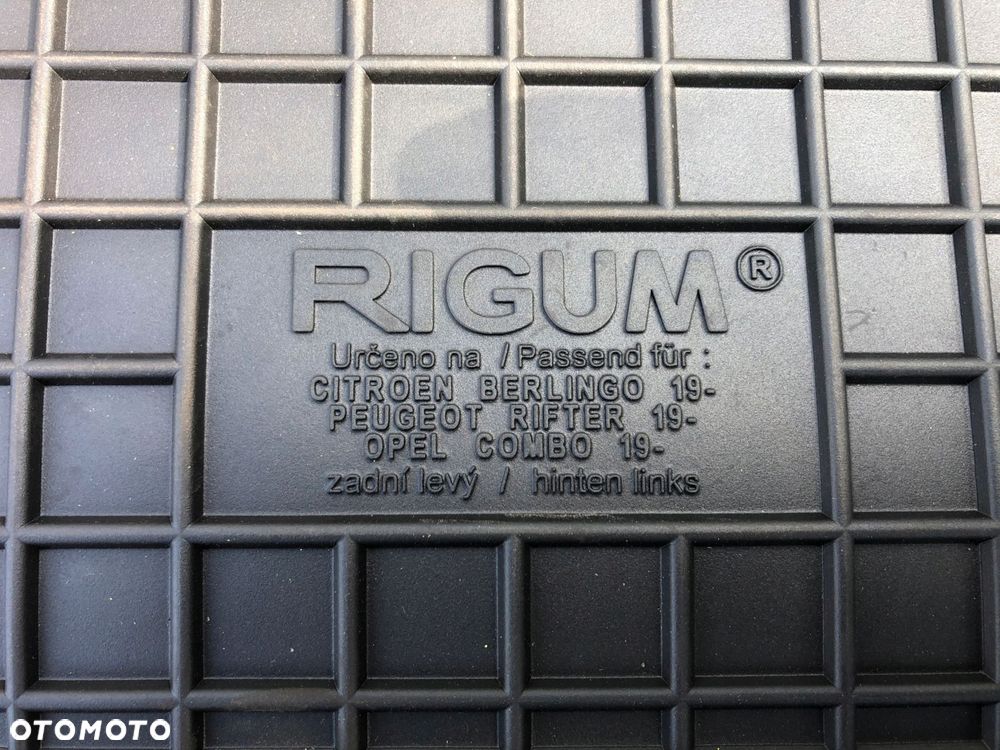 RIGUM®
Určeno na / Passend für :
CITROEN BERLINGO 19-
PEUGEOT RIFTER 19-
OPEL COMBO 19-
zadní levý / hinten links
OTOMOTO